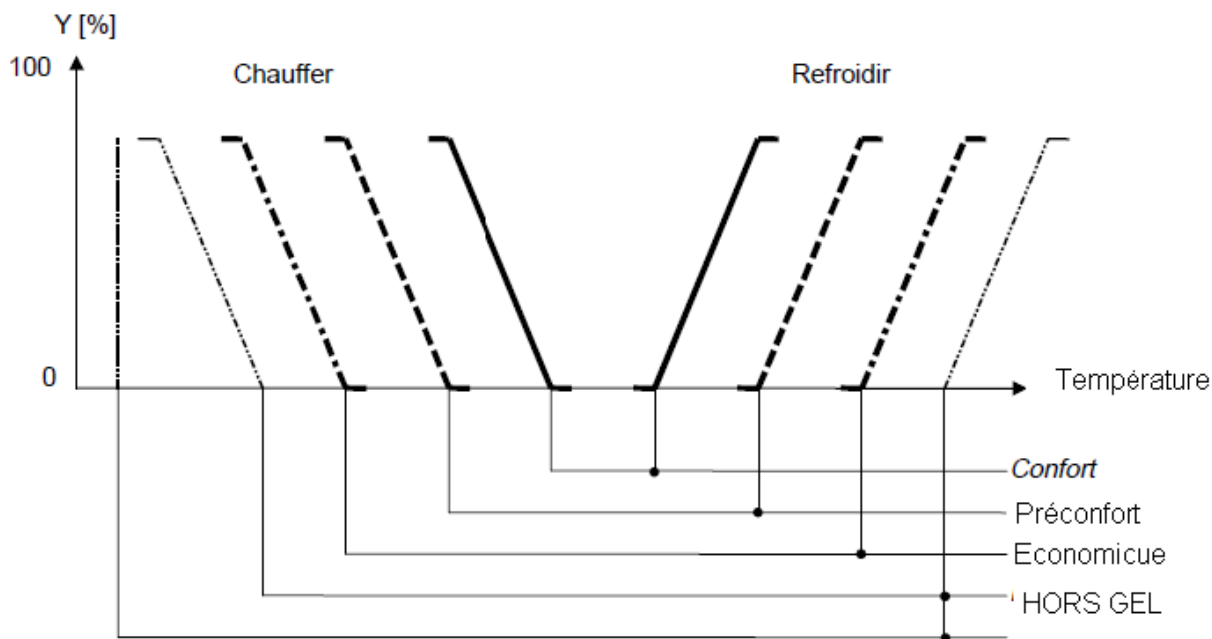 Y [%]
100
Chauffer
Refroidir
0
Température
Confort
Préconfort
Economicue
HORS GEL